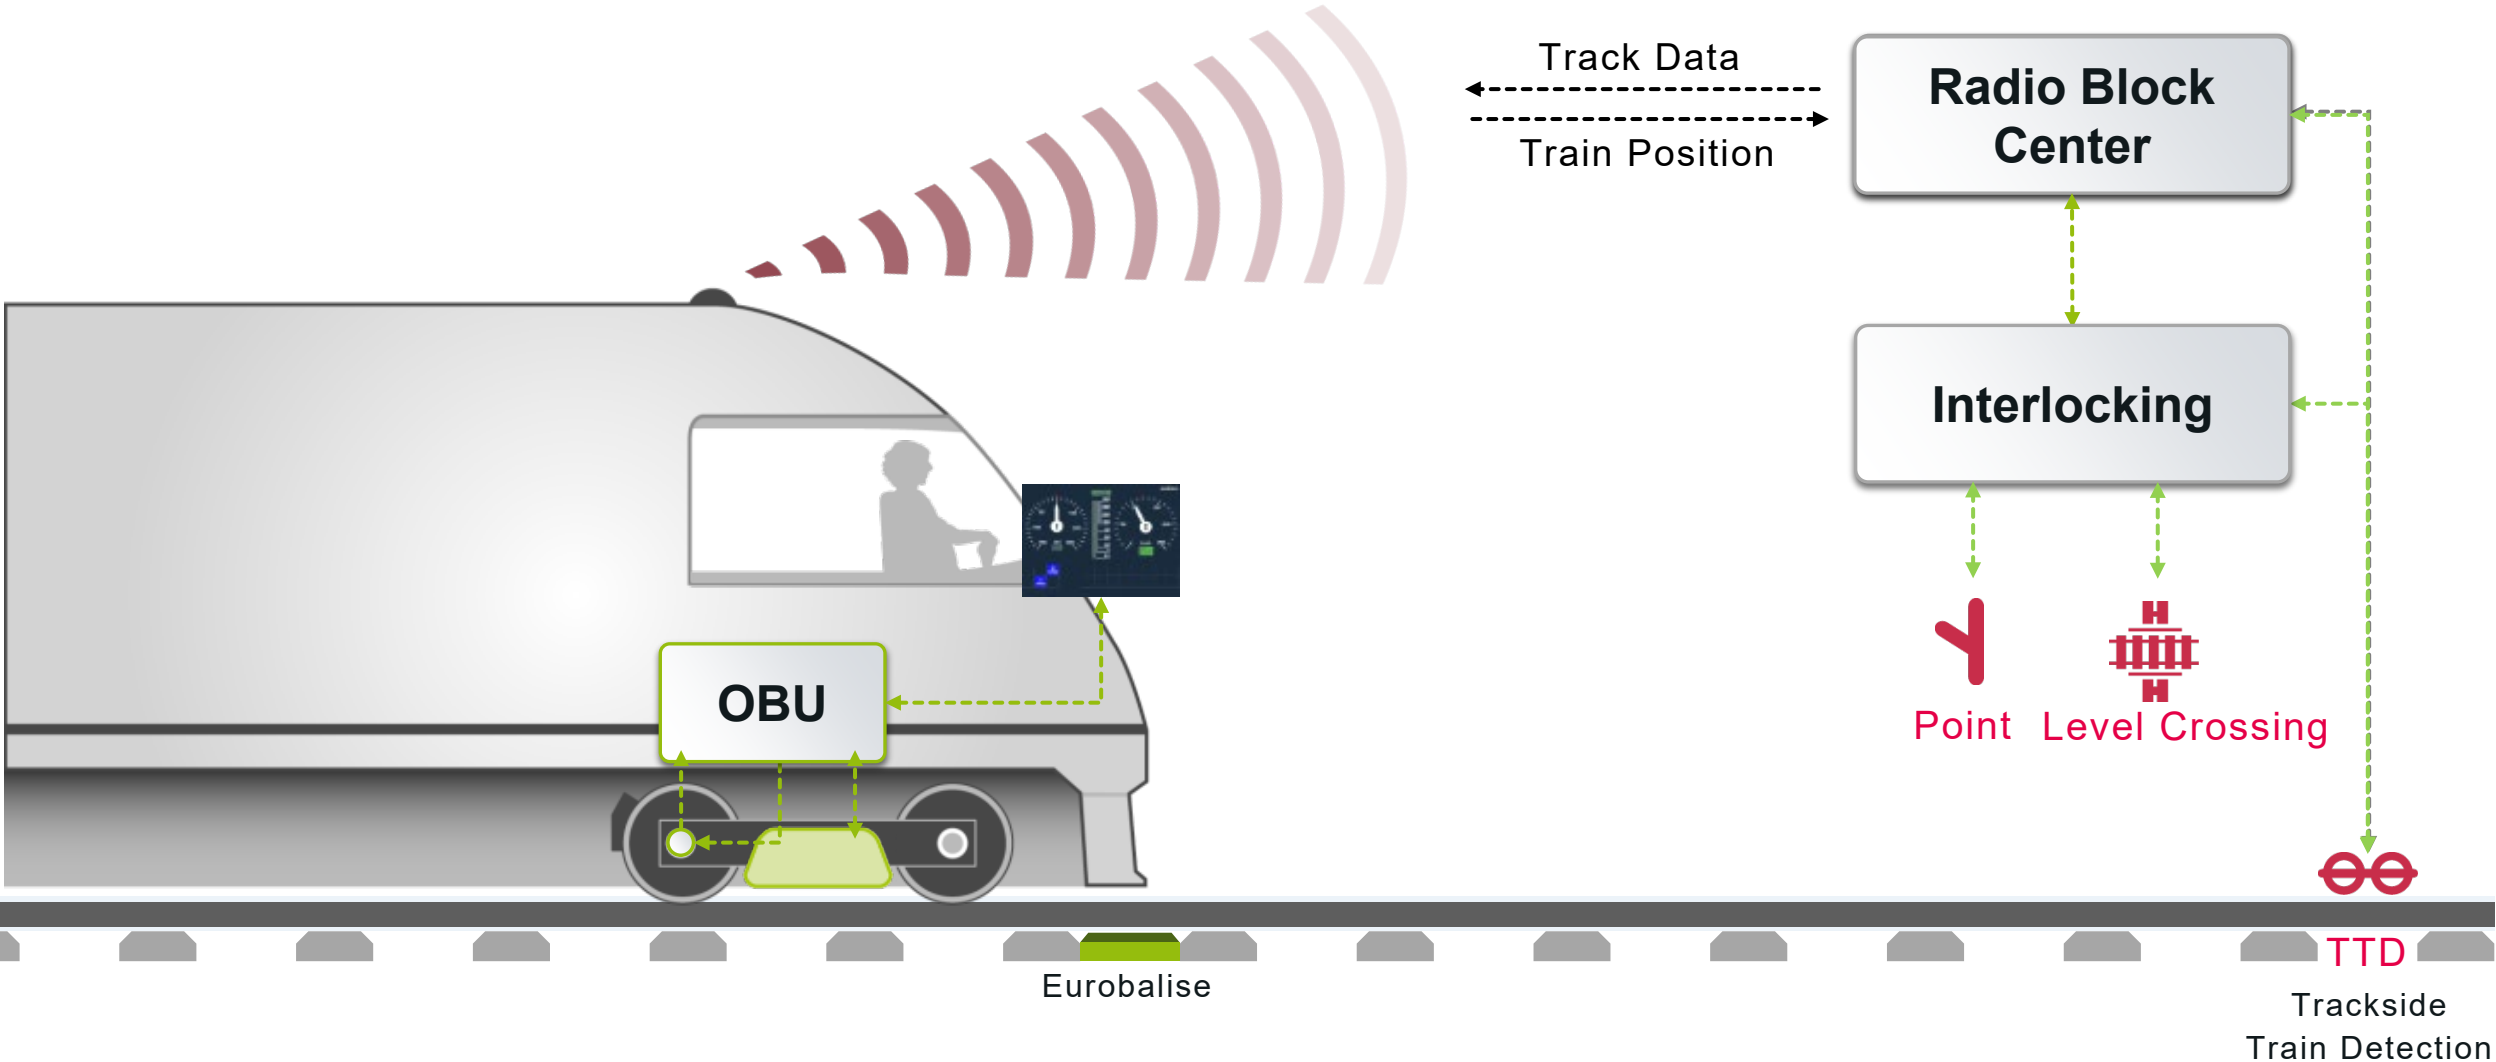 Track Data
Train Position
Radio Block
Center
Interlocking
OBU
Point
Level Crossing
TTD
Eurobalise
Trackside
Train Detection